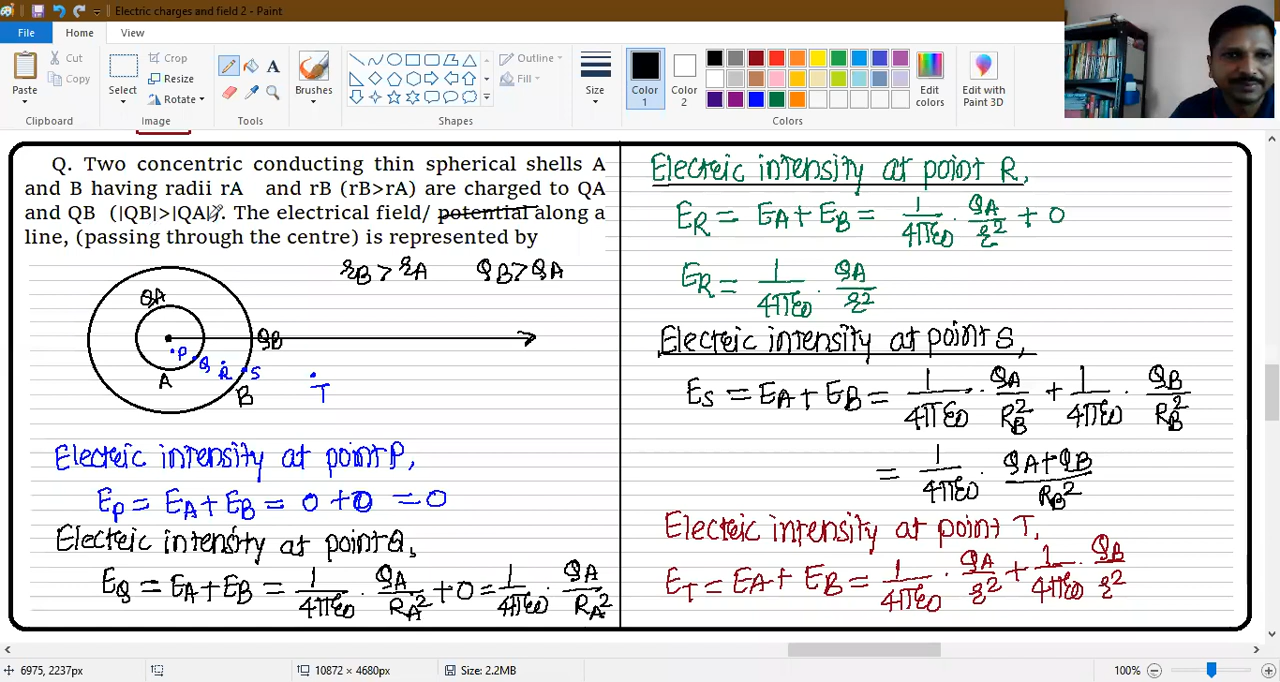 Electric charges and field 2 - Paint
File Home View
Paste Cut Copy Clipboard
Select Crop Resize Rotate Image
Tools
Brushes
Outline Fill Shapes
Size
Color 1 Color 2
Edit colors
Edit with Paint 3D
Colors
Q. Two concentric conducting thin spherical shells A
and B having radii rA and rB (rB>rA) are charged to QA
and QB (|QB|>|QA|). The electrical field/ potential along a
line, (passing through the centre) is represented by
rB > rA QB > QA
QA
QB
P Q R S
A B T
Electric intensity at point P,
EP = EA + EB = 0 + 0 = 0
Electric intensity at point Q,
EQ = EA + EB = 1/4πε0 · QA/RA² + 0 = 1/4πε0 · QA/RA²
Electric intensity at point R,
ER = EA + EB = 1/4πε0 · QA/r² + 0
ER = 1/4πε0 · QA/r²
Electric intensity at point S,
ES = EA + EB = 1/4πε0 · QA/RB² + 1/4πε0 · QB/RB²
= 1/4πε0 · QA+QB/RB²
Electric intensity at point T,
ET = EA + EB = 1/4πε0 · QA/r² + 1/4πε0 · QB/r²
6975, 2237px 10872 × 4680px Size: 2.2MB 100%